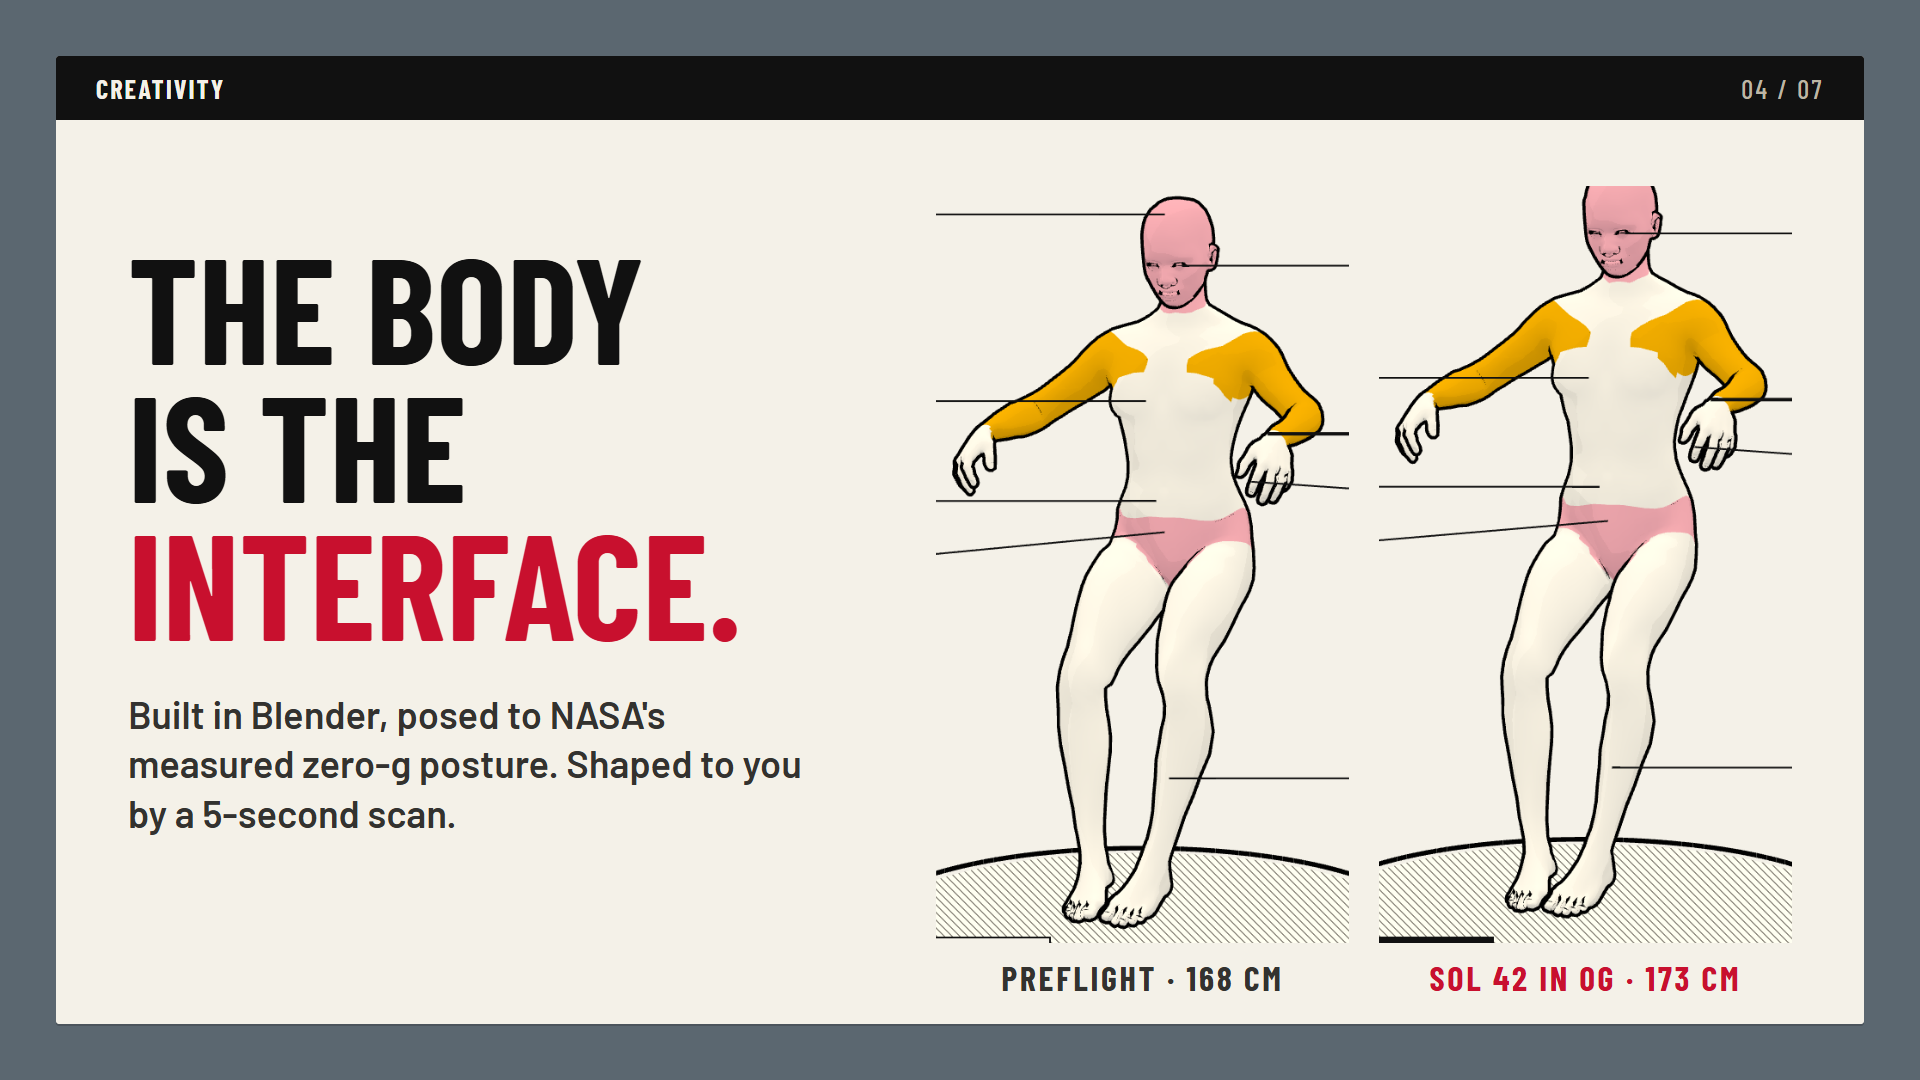 CREATIVITY
04 / 07
THE BODY
IS THE
INTERFACE.
Built in Blender, posed to NASA's
measured zero-g posture. Shaped to you
by a 5-second scan.
PREFLIGHT · 168 CM
SOL 42 IN 0G · 173 CM